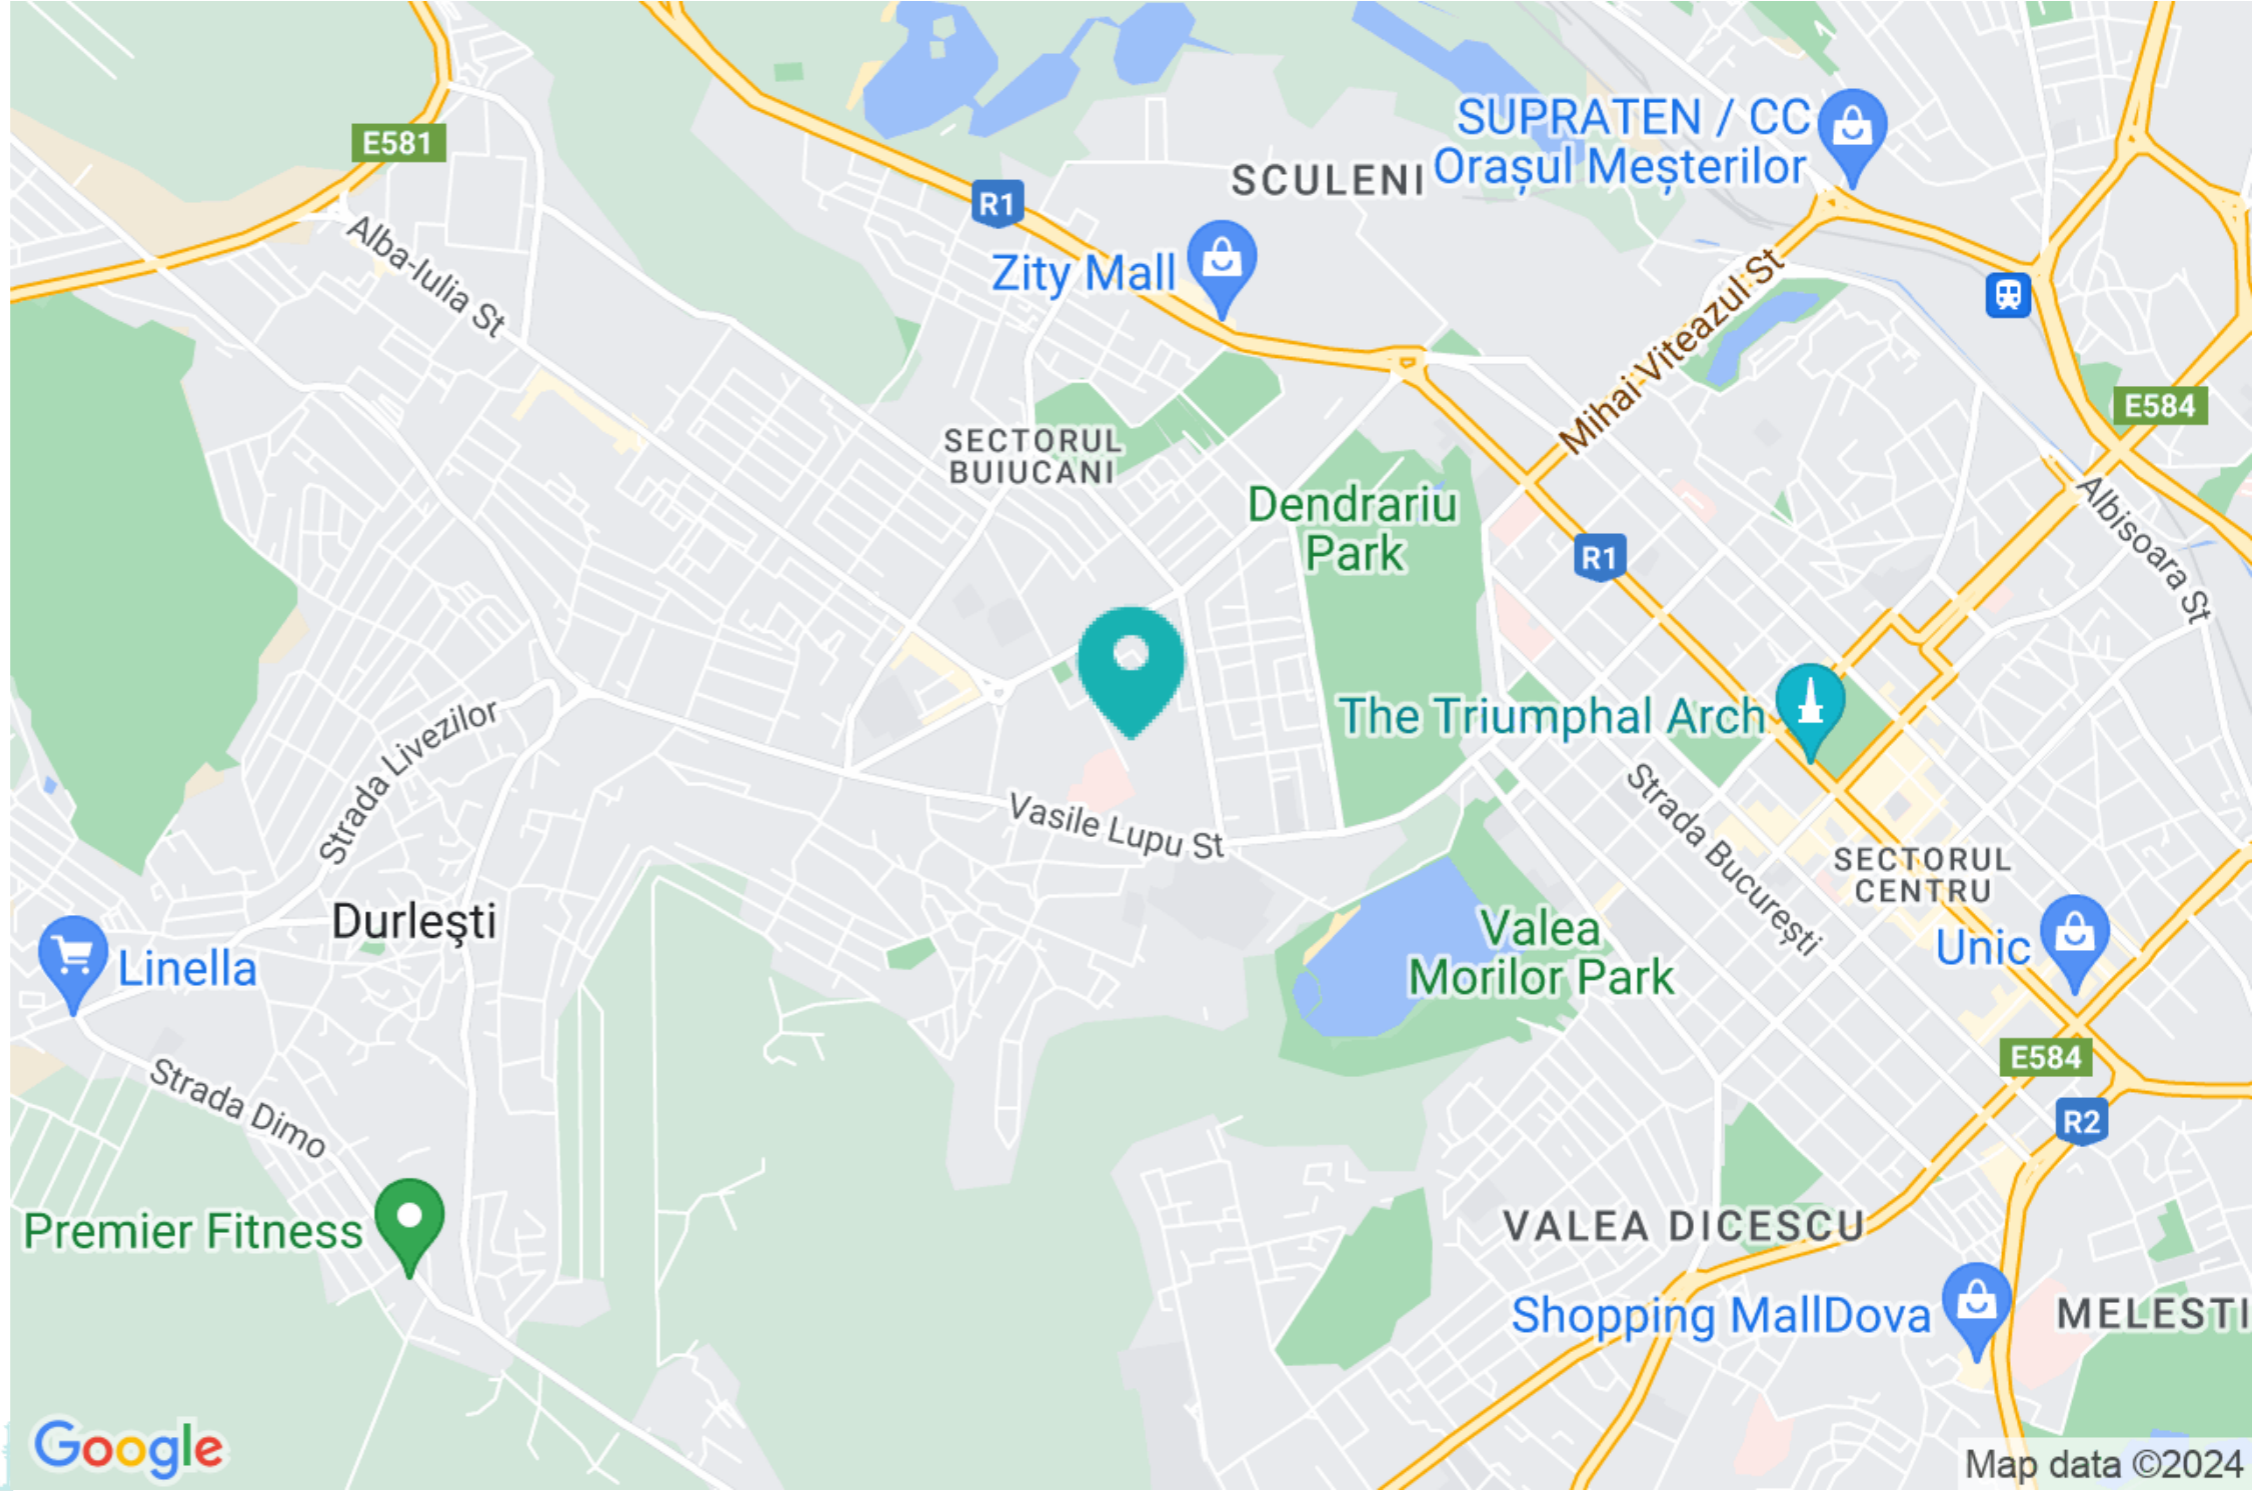 E581
Alba-Iulia St
R1
SCULENI
SUPRATEN / CC
Orașul Meșterilor
Zity Mall
Mihai Viteazul St
E584
SECTORUL
BUIUCANI
Dendrariu
Park
R1
Albisoara St
The Triumphal Arch
Strada Livezilor
Vasile Lupu St
Strada București
SECTORUL
CENTRU
Durleşti
Linella
Valea
Morilor Park
Unic
E584
R2
Strada Dimo
Premier Fitness
VALEA DICESCU
Shopping MallDova
MELESTI
Google
Map data ©2024